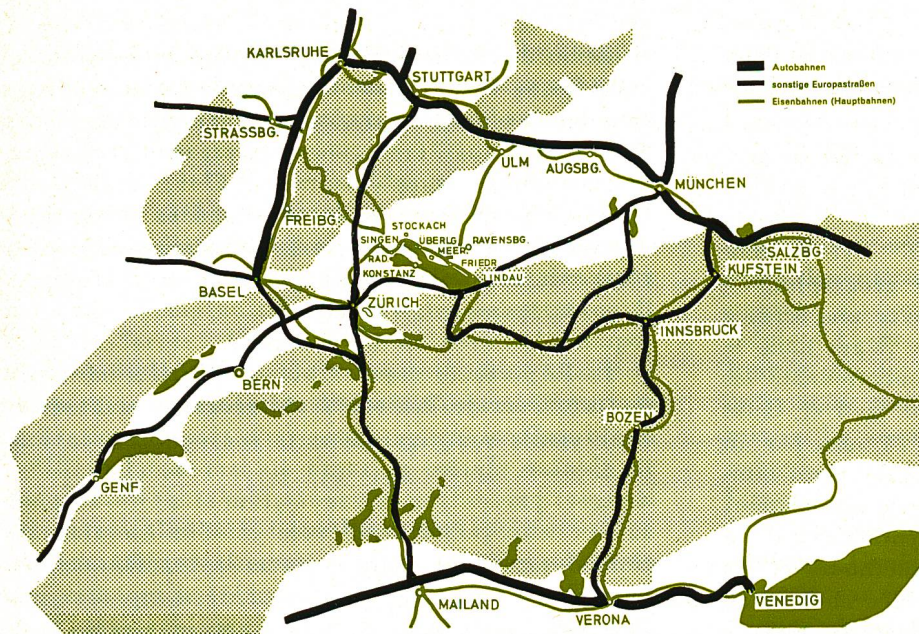 KARLSRUHE
STUTTGART
Autobahnen
sonstige Europastraßen
Eisenbahnen (Hauptbahnen)
STRASSBG.
ULM
AUGSBG.
MÜNCHEN
FREIBG
STOCKACH
SINGEN
ÜBERLG
RAVENSBG.
MEER.
RAD
FRIEDR
KONSTANZ
LINDAU
SALZBG
KUFSTEIN
BASEL
ZÜRICH
INNSBRUCK
BERN
BOZEN
GENF
MAILAND
VERONA
VENEDIG